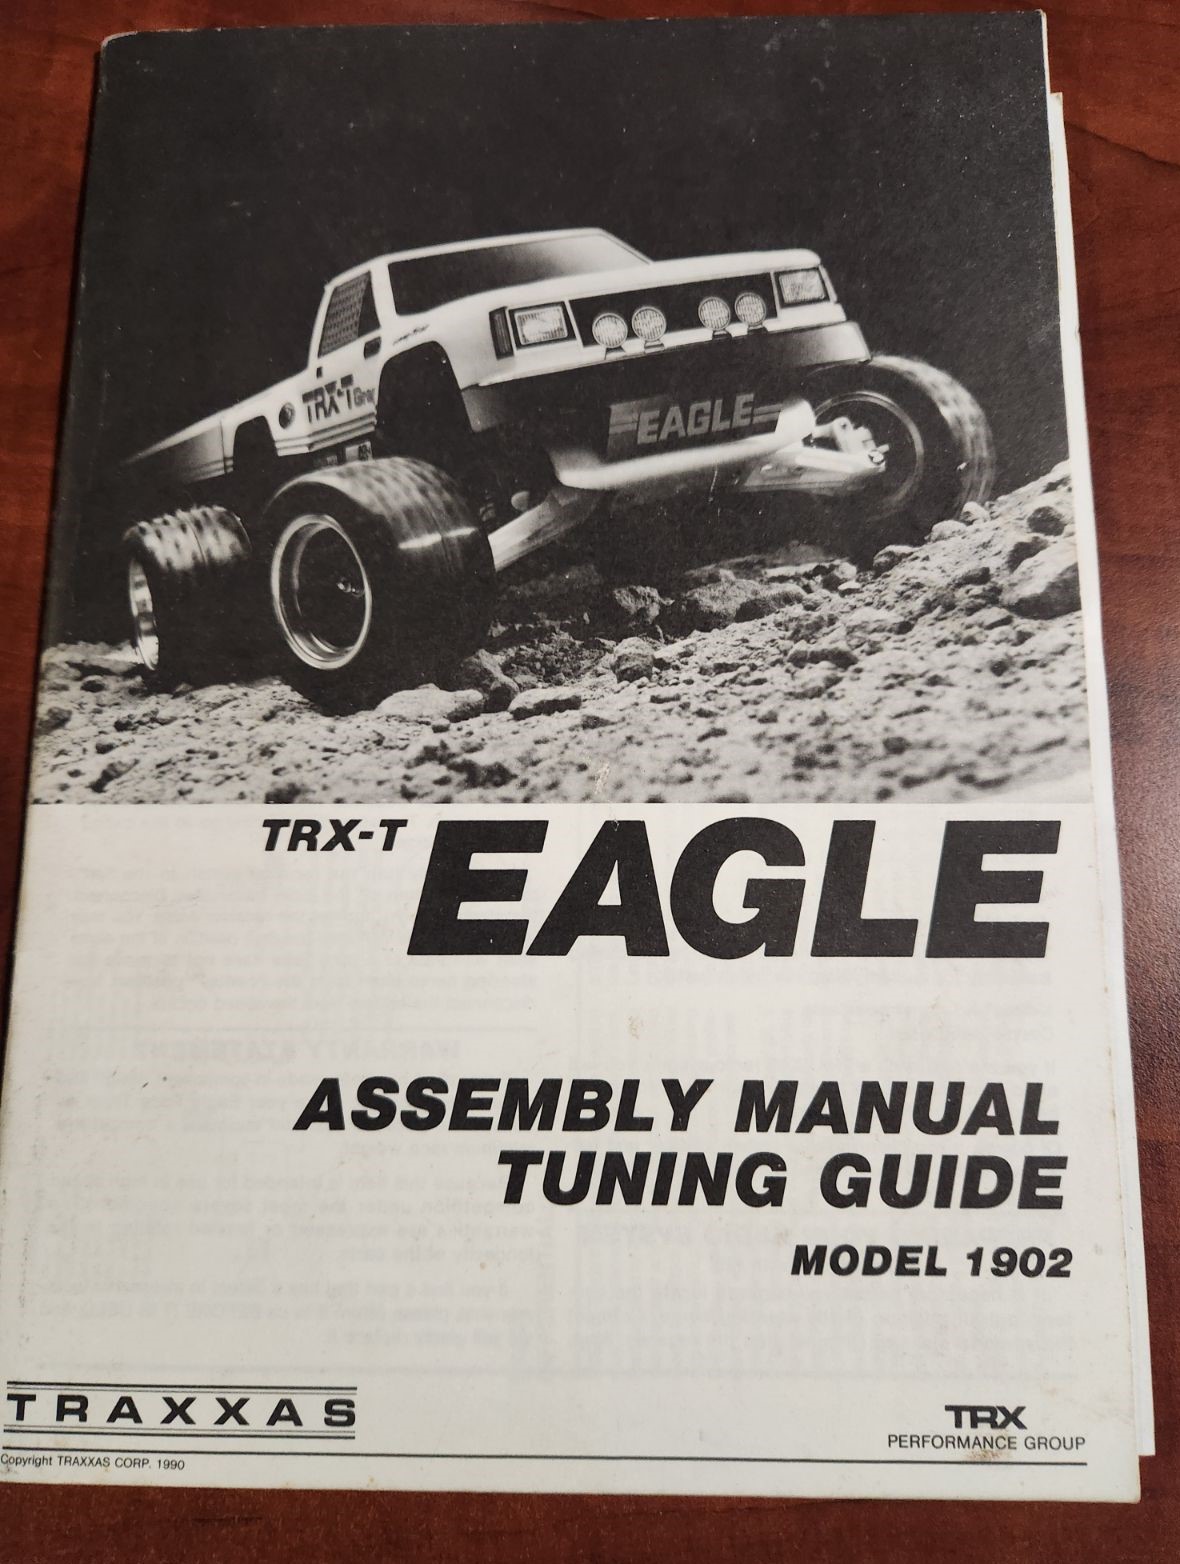 TRX-T
EAGLE
TRX-T EAGLE
ASSEMBLY MANUAL
TUNING GUIDE
MODEL 1902
TRAXXAS
TRX
PERFORMANCE GROUP
Copyright TRAXXAS CORP. 1990